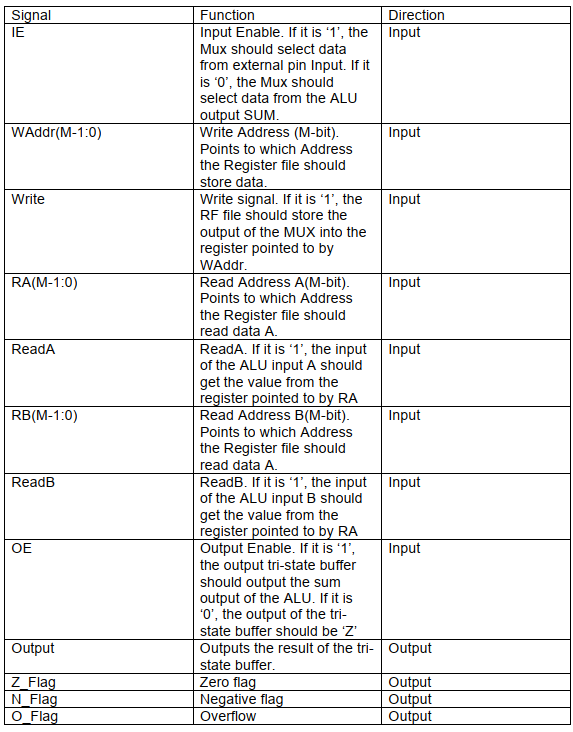 Signal Function Direction
IE Input Enable. If it is ‘1’, the Input
Mux should select data
from external pin Input. If it
is ‘0’, the Mux should
select data from the ALU
output SUM.
WAddr(M-1:0) Write Address (M-bit). Input
Points to which Address
the Register file should
store data.
Write Write signal. If it is ‘1’, the Input
RF file should store the
output of the MUX into the
register pointed to by
WAddr.
RA(M-1:0) Read Address A(M-bit). Input
Points to which Address
the Register file should
read data A.
ReadA ReadA. If it is ‘1’, the input Input
of the ALU input A should
get the value from the
register pointed to by RA
RB(M-1:0) Read Address B(M-bit). Input
Points to which Address
the Register file should
read data A.
ReadB ReadB. If it is ‘1’, the input Input
of the ALU input B should
get the value from the
register pointed to by RA
OE Output Enable. If it is ‘1’, Input
the output tri-state buffer
should output the sum
output of the ALU. If it is
‘0’, the output of the tri-
state buffer should be ‘Z’
Output Outputs the result of the tri- Output
state buffer.
Z_Flag Zero flag Output
N_Flag Negative flag Output
O_Flag Overflow Output